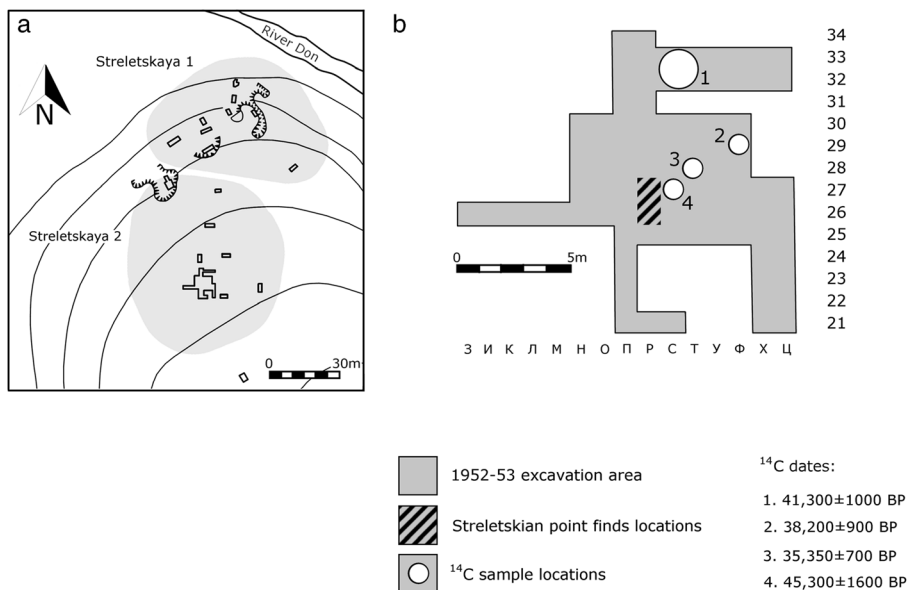 a
River Don
Streletskaya 1
N
Streletskaya 2
0 30m
b
34
33
32
31
30
29
28
27
26
25
24
23
22
21
1
2
3
4
0 5m
З И К Л М Н О П Р С Т У Ф Х Ц
1952-53 excavation area
Streletskian point finds locations
14C sample locations
14C dates:
1. 41,300±1000 BP
2. 38,200±900 BP
3. 35,350±700 BP
4. 45,300±1600 BP